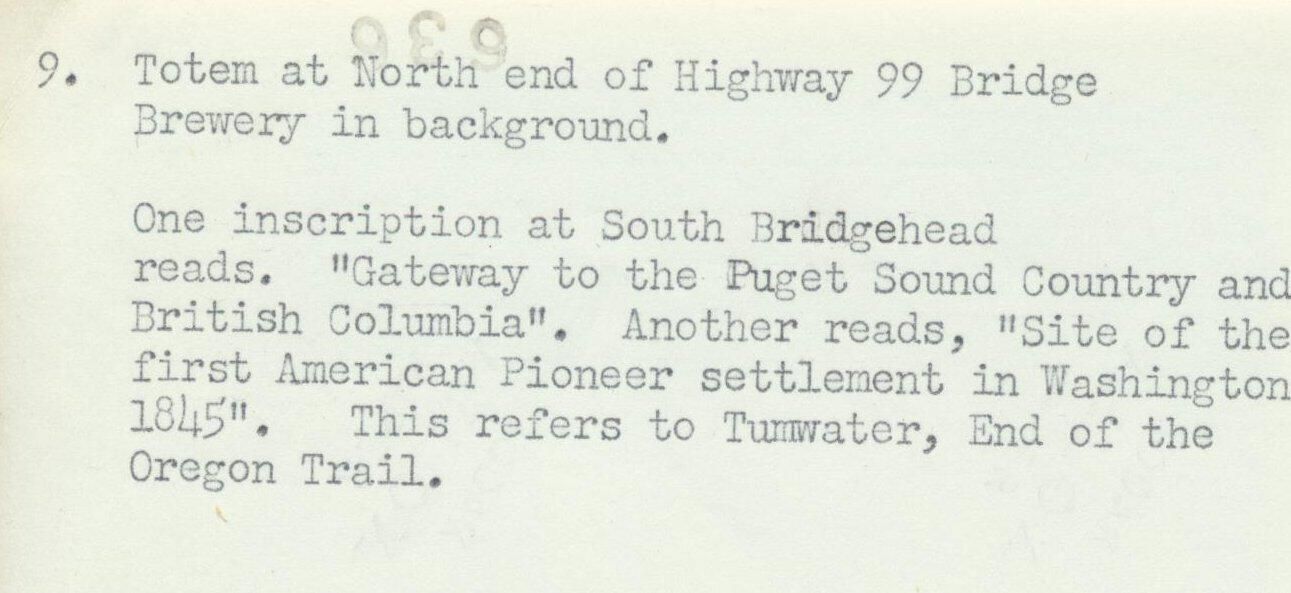 636
9. Totem at North end of Highway 99 Bridge
Brewery in background.
One inscription at South Bridgehead
reads. "Gateway to the Puget Sound Country and
British Columbia". Another reads, "Site of the
first American Pioneer settlement in Washington
1845". This refers to Tumwater, End of the
Oregon Trail.